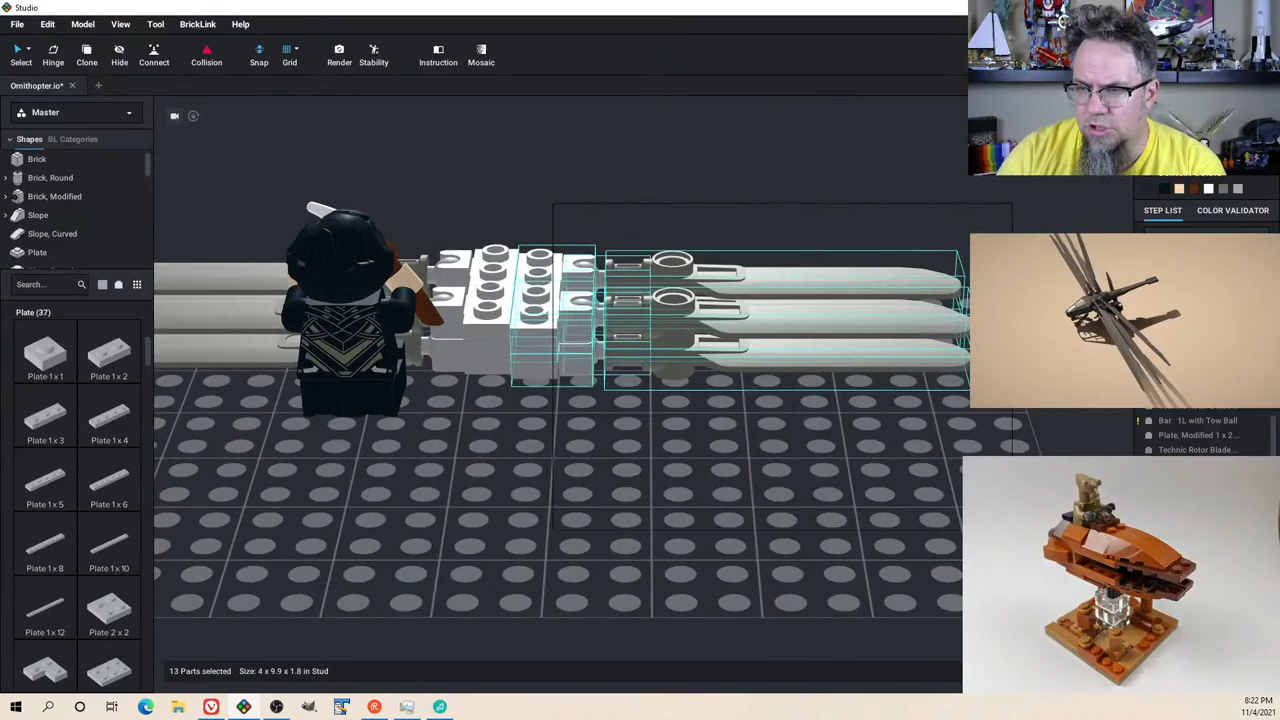 Studio
File Edit Model View Tool BrickLink Help
Select Hinge Clone Hide Connect Collision Snap Grid Render Stability Instruction Mosaic
Ornithopter.io*
Master
Shapes BL Categories
Brick
Brick, Round
Brick, Modified
Slope
Slope, Curved
Plate
Search...
Plate (37)
Plate 1 x 1 Plate 1 x 2
Plate 1 x 3 Plate 1 x 4
Plate 1 x 5 Plate 1 x 6
Plate 1 x 8 Plate 1 x 10
Plate 1 x 12 Plate 2 x 2
STEP LIST COLOR VALIDATOR
Bar 1L with Tow Ball
Plate, Modified 1 x 2 ...
Technic Rotor Blade ...
13 Parts selected Size: 4 x 9.9 x 1.8 in Stud
8:22 PM
11/4/2021